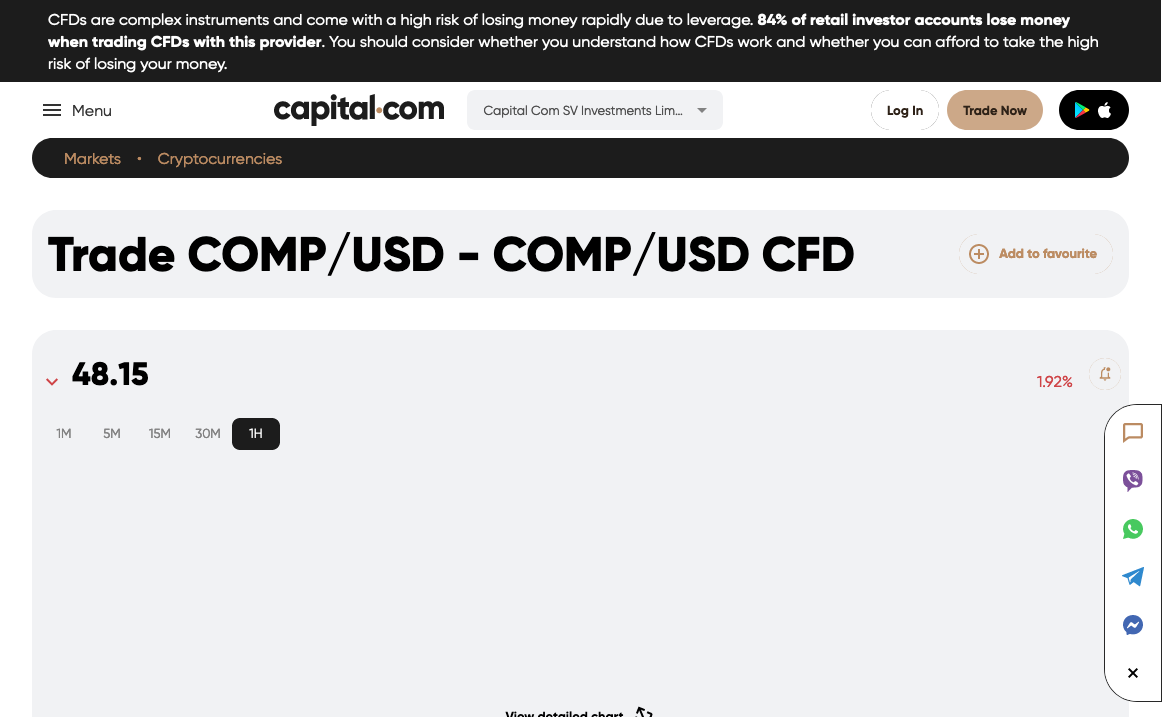 CFDs are complex instruments and come with a high risk of losing money rapidly due to leverage. 84% of retail investor accounts lose money
when trading CFDs with this provider. You should consider whether you understand how CFDs work and whether you can afford to take the high
risk of losing your money.
Menu
capital.com
Capital Com SV Investments Lim...
Log In
Trade Now
Markets • Cryptocurrencies
Trade COMP/USD - COMP/USD CFD
Add to favourite
48.15
1.92%
1M 5M 15M 30M 1H
View detailed chart